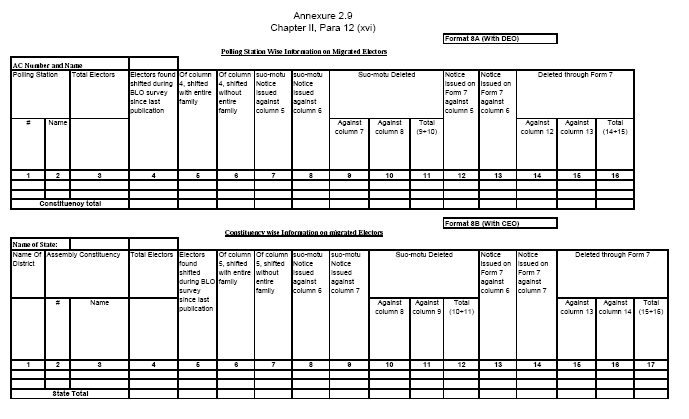 Annexure 2.9
Chapter II, Para 12 (xvi)
Format 8A (With DEO)
Polling Station Wise Information on Migrated Electors
AC Number and Name
Polling Station
Total Electors
Electors found shifted during BLO survey since last publication
Of column 4, shifted with entire family
Of column 4, shifted without entire family
suo-motu Notice Issued against column 5
suo-motu Notice Issued against column 6
Suo-motu Deleted
Notice Issued on Form 7 against column 5
Notice Issued on Form 7 against column 6
Deleted through Form 7
#
Name
Against column 7
Against column 8
Total (9+10)
Against column 12
Against column 13
Total (14+15)
1 2 3 4 5 6 7 8 9 10 11 12 13 14 15 16
Constituency total
Format 8B (With CEO)
Constituency wise Information on migrated Electors
Name of State:
Name Of District
Assembly Constituency
Total Electors
Electors found shifted during BLO survey since last publication
Of column 5, shifted with entire family
Of column 5, shifted without entire family
suo-motu Notice Issued against column 6
suo-motu Notice Issued against column 7
Suo-motu Deleted
Notice Issued on Form 7 against column 6
Notice Issued on Form 7 against column 7
Deleted through Form 7
#
Name
Against column 8
Against column 9
Total (10+11)
Against column 13
Against column 14
Total (15+16)
1 2 3 4 5 6 7 8 9 10 11 12 13 14 15 16 17
State Total